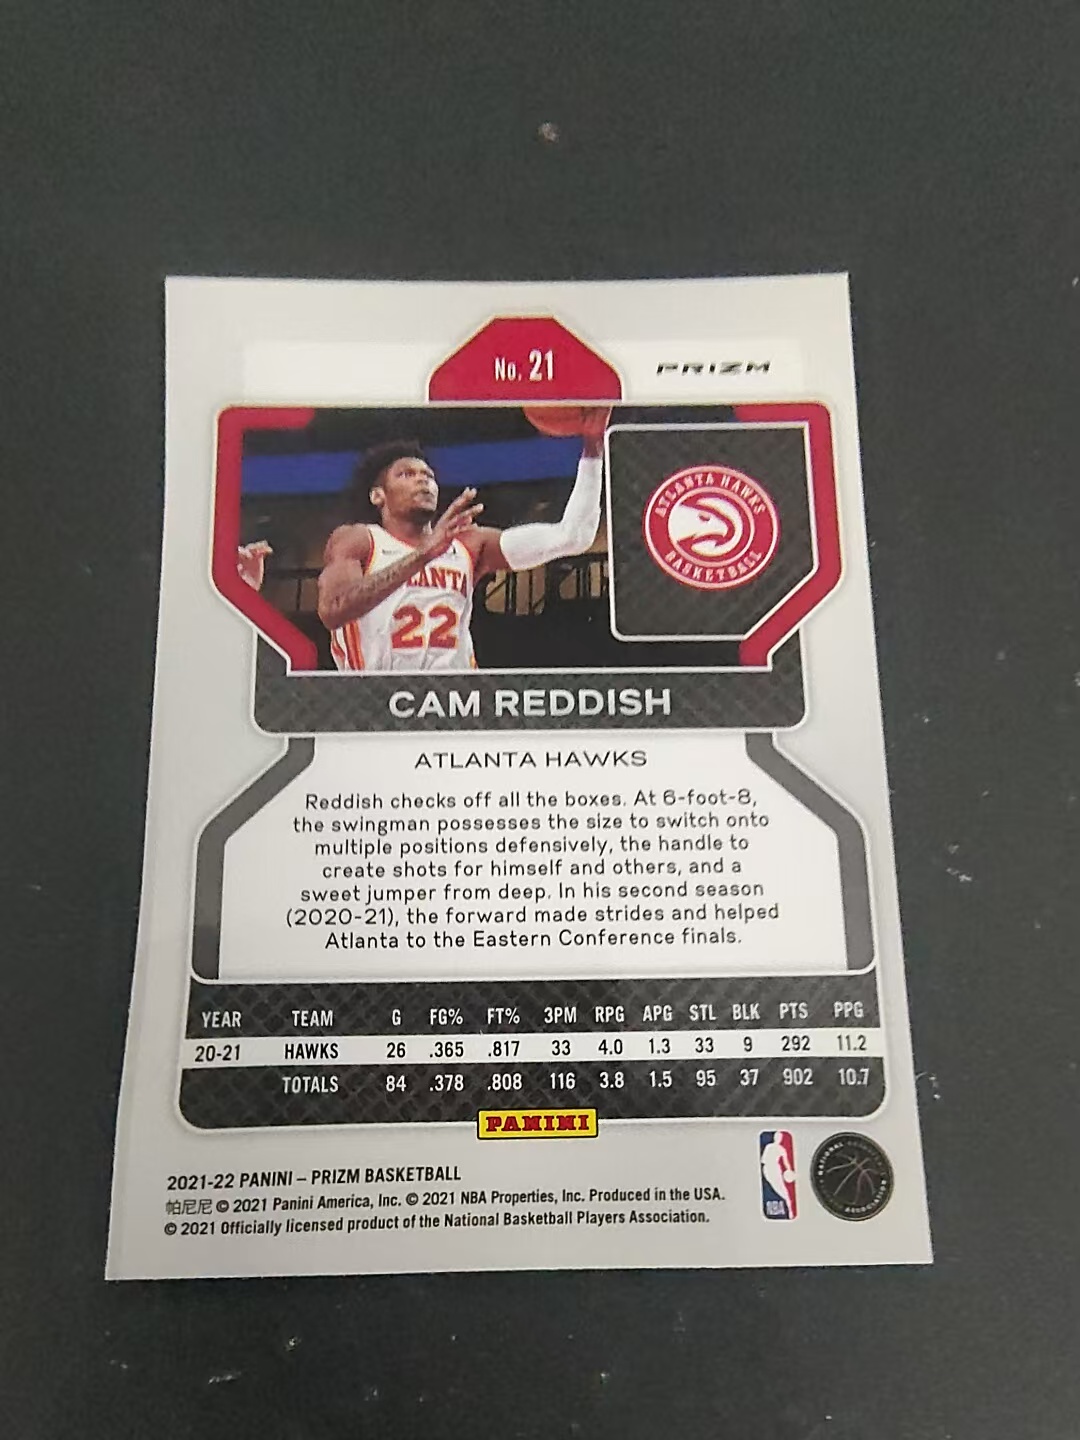 No. 21
PRIZM
ATLANTA HAWKS
BASKETBALL
ATLANTA
22
CAM REDDISH
ATLANTA HAWKS
Reddish checks off all the boxes. At 6-foot-8,
the swingman possesses the size to switch onto
multiple positions defensively, the handle to
create shots for himself and others, and a
sweet jumper from deep. In his second season
(2020-21), the forward made strides and helped
Atlanta to the Eastern Conference finals.
YEAR TEAM G FG% FT% 3PM RPG APG STL BLK PTS PPG
20-21 HAWKS 26 .365 .817 33 4.0 1.3 33 9 292 11.2
TOTALS 84 .378 .808 116 3.8 1.5 95 37 902 10.7
PANINI
2021-22 PANINI – PRIZM BASKETBALL
帕尼尼 © 2021 Panini America, Inc. © 2021 NBA Properties, Inc. Produced in the USA.
© 2021 Officially licensed product of the National Basketball Players Association.
NBA